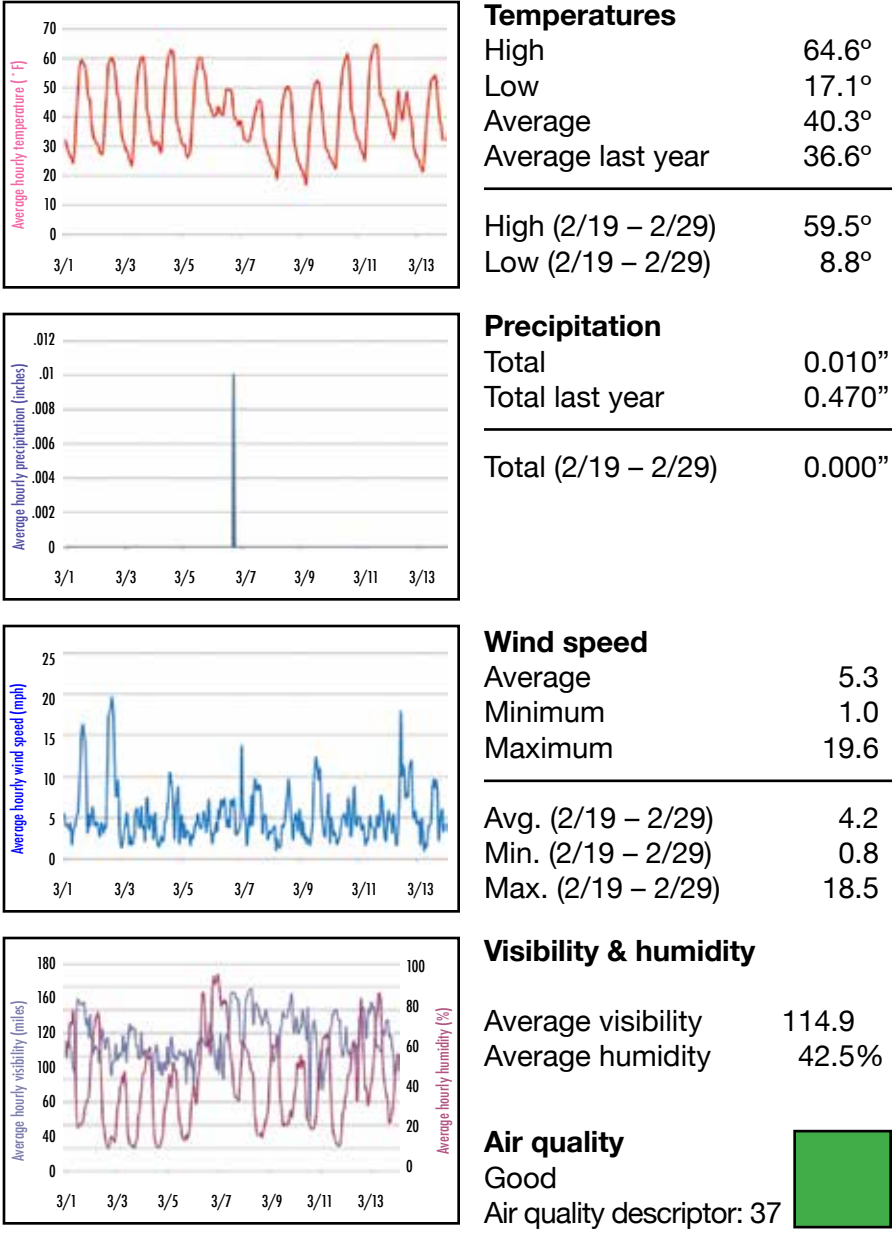 Average hourly temperature (°F)
70
60
50
40
30
20
10
0
3/1 3/3 3/5 3/7 3/9 3/11 3/13
Temperatures
High 64.6º
Low 17.1º
Average 40.3º
Average last year 36.6º
High (2/19 – 2/29) 59.5º
Low (2/19 – 2/29) 8.8º
Average hourly precipitation (inches)
.012
.01
.008
.006
.004
.002
0
3/1 3/3 3/5 3/7 3/9 3/11 3/13
Precipitation
Total 0.010”
Total last year 0.470”
Total (2/19 – 2/29) 0.000”
Average hourly wind speed (mph)
25
20
15
10
5
0
3/1 3/3 3/5 3/7 3/9 3/11 3/13
Wind speed
Average 5.3
Minimum 1.0
Maximum 19.6
Avg. (2/19 – 2/29) 4.2
Min. (2/19 – 2/29) 0.8
Max. (2/19 – 2/29) 18.5
Average hourly visibility (miles)
180
160
120
100
60
40
0
100
80
60
40
20
0
Average hourly humidity (%)
3/1 3/3 3/5 3/7 3/9 3/11 3/13
Visibility & humidity
Average visibility 114.9
Average humidity 42.5%
Air quality
Good
Air quality descriptor: 37